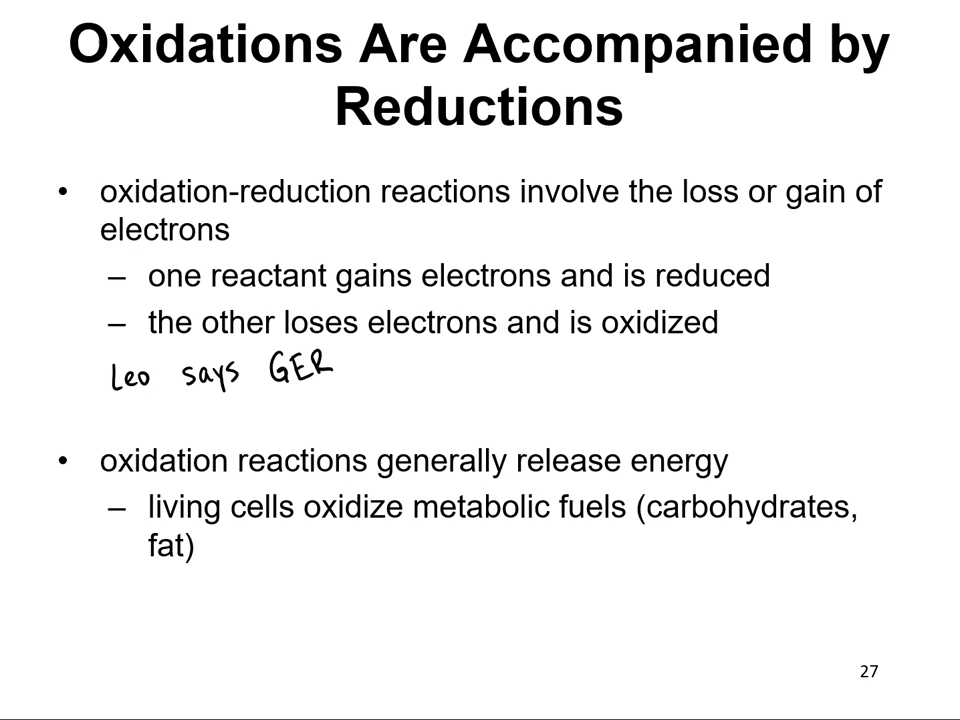 Oxidations Are Accompanied by
Reductions
• oxidation-reduction reactions involve the loss or gain of
electrons
– one reactant gains electrons and is reduced
– the other loses electrons and is oxidized
Leo says GER
• oxidation reactions generally release energy
– living cells oxidize metabolic fuels (carbohydrates,
fat)
27